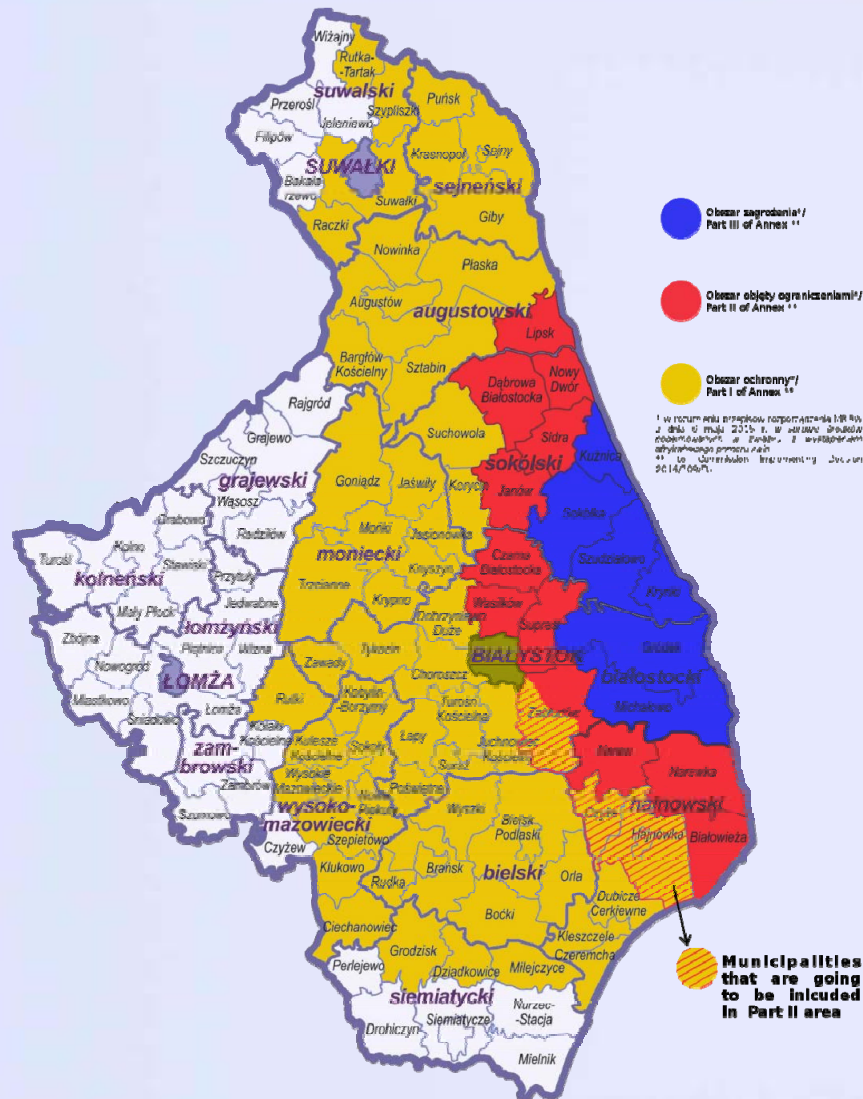 Wiżajny
Rutka-
-Tartak
suwalski
Puńsk
Przerośl
Szypliszki
Jeleniewo
Filipów
Krasnopol
Sejny
SUWAŁKI
Bakała-
rzewo
sejneński
Suwałki
Giby
Raczki
Nowinka
Płaska
Augustów
augustowski
Lipsk
Bargłów
Kościelny
Sztabin
Nowy
Dwór
Dąbrowa
Białostocka
Rajgród
Grajewo
Suchowola
Sidra
Kuźnica
Szczuczyn
sokólski
grajewski
Goniądz
Jaświły
Korycin
Janów
Wąsosz
Grabowo
Sokółka
Radziłów
Mońki
Jasionówka
Kolno
Turośl
Stawiski
moniecki
Czarna
Białostocka
Szudziałowo
kolneński
Przytuły
Knyszyn
Trzcianne
Krynki
Jedwabne
Krypno
Wasilków
Mały Płock
Dobrzyniewo
Duże
Supraśl
łomżyński
Zbójna
Piątnica
Wizna
Tykocin
Gródek
Nowogród
Zawady
BIAŁYSTOK
ŁOMŻA
Choroszcz
białostocki
Miastkowo
Rutki
Kobylin-
-Borzymy
Turośń
Kościelna
Michałowo
Śniadowo
Łomża
Zabłudów
Kołaki
Kościelne
Kulesze
Kościelne
Sokoły
Łapy
Juchnowiec
Kościelny
Narew
zam-
browski
Suraż
Narewka
Zambrów
Wysokie
Mazowieckie
Nowe
Piekuty
Poświętne
wysoko-
mazowiecki
Wyszki
Bielsk
Podlaski
hajnowski
Szumowo
Czyże
Hajnówka
Białowieża
Czyżew
Szepietowo
Klukowo
Brańsk
bielski
Orla
Rudka
Dubicze
Cerkiewne
Boćki
Ciechanowiec
Kleszczele
Grodzisk
Czeremcha
Perlejewo
Dziadkowice
Milejczyce
siemiatycki
Nurzec-
-Stacja
Siemiatycze
Drohiczyn
Mielnik
Obszar zagrożenia*/
Part III of Annex **
Obszar objęty ograniczeniami*/
Part II of Annex **
Obszar ochronny*/
Part I of Annex **
Municipalities
that are going
to be inlcuded
in Part II area